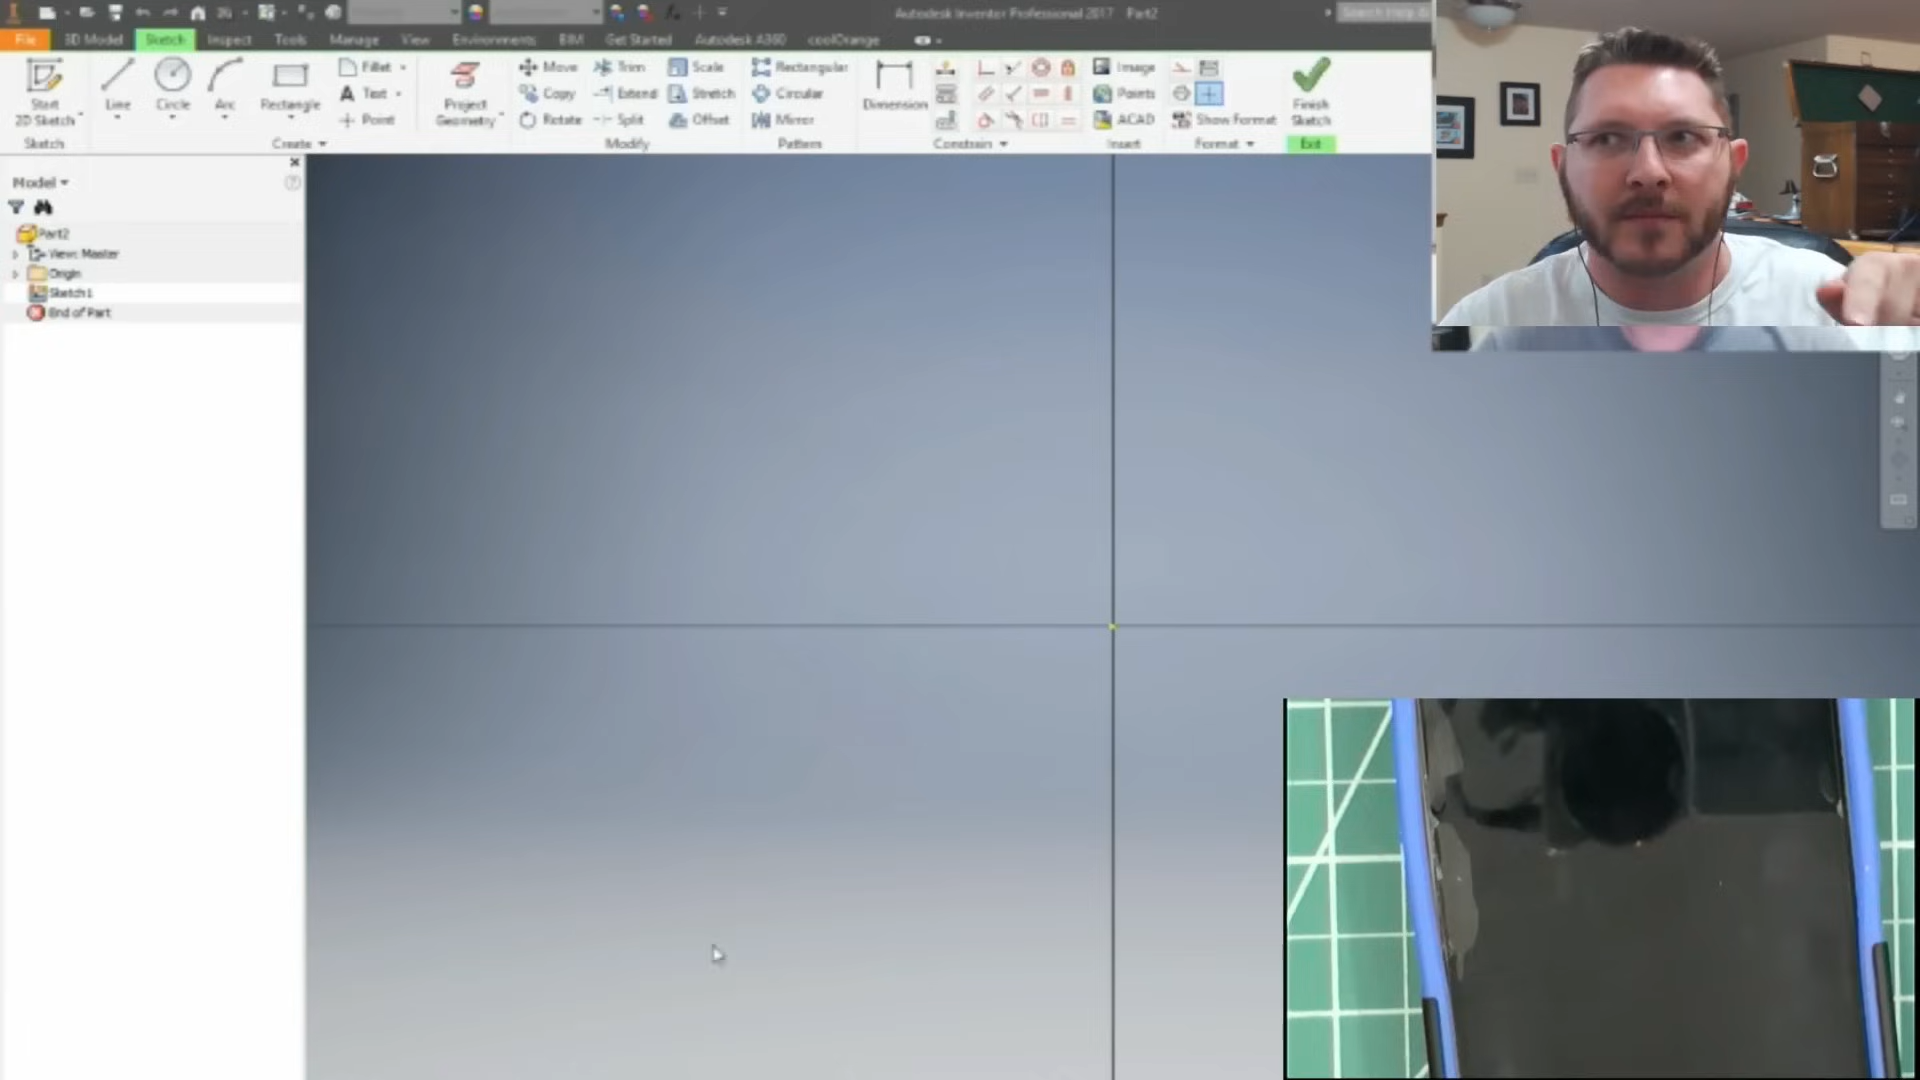 Autodesk Inventor Professional 2017 Part2
File 3D Model Sketch Inspect Tools Manage View Environments BIM Get Started Autodesk A360 coolOrange
Start
2D Sketch
Line
Circle
Arc
Rectangle
Fillet
Text
Point
Project
Geometry
Move
Copy
Rotate
Trim
Extend
Split
Scale
Stretch
Offset
Rectangular
Circular
Mirror
Dimension
Image
Points
ACAD
Show Format
Finish
Sketch
Sketch Create Modify Pattern Constrain Insert Format Exit
Model
Part2
View: Master
Origin
Sketch1
End of Part